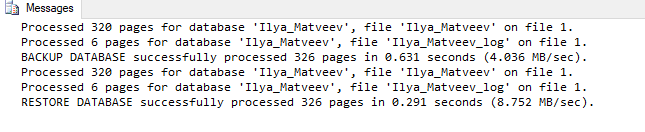 Messages
Processed 320 pages for database 'Ilya_Matveev', file 'Ilya_Matveev' on file 1.
Processed 6 pages for database 'Ilya_Matveev', file 'Ilya_Matveev_log' on file 1.
BACKUP DATABASE successfully processed 326 pages in 0.631 seconds (4.036 MB/sec).
Processed 320 pages for database 'Ilya_Matveev', file 'Ilya_Matveev' on file 1.
Processed 6 pages for database 'Ilya_Matveev', file 'Ilya_Matveev_log' on file 1.
RESTORE DATABASE successfully processed 326 pages in 0.291 seconds (8.752 MB/sec).